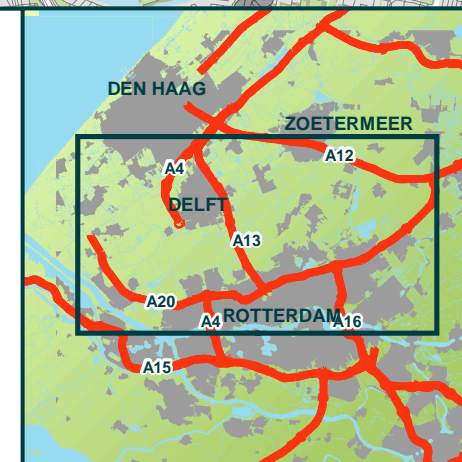 DEN HAAG
ZOETERMEER
A12
A4
DELFT
A13
A20
A4
ROTTERDAM
A16
A15